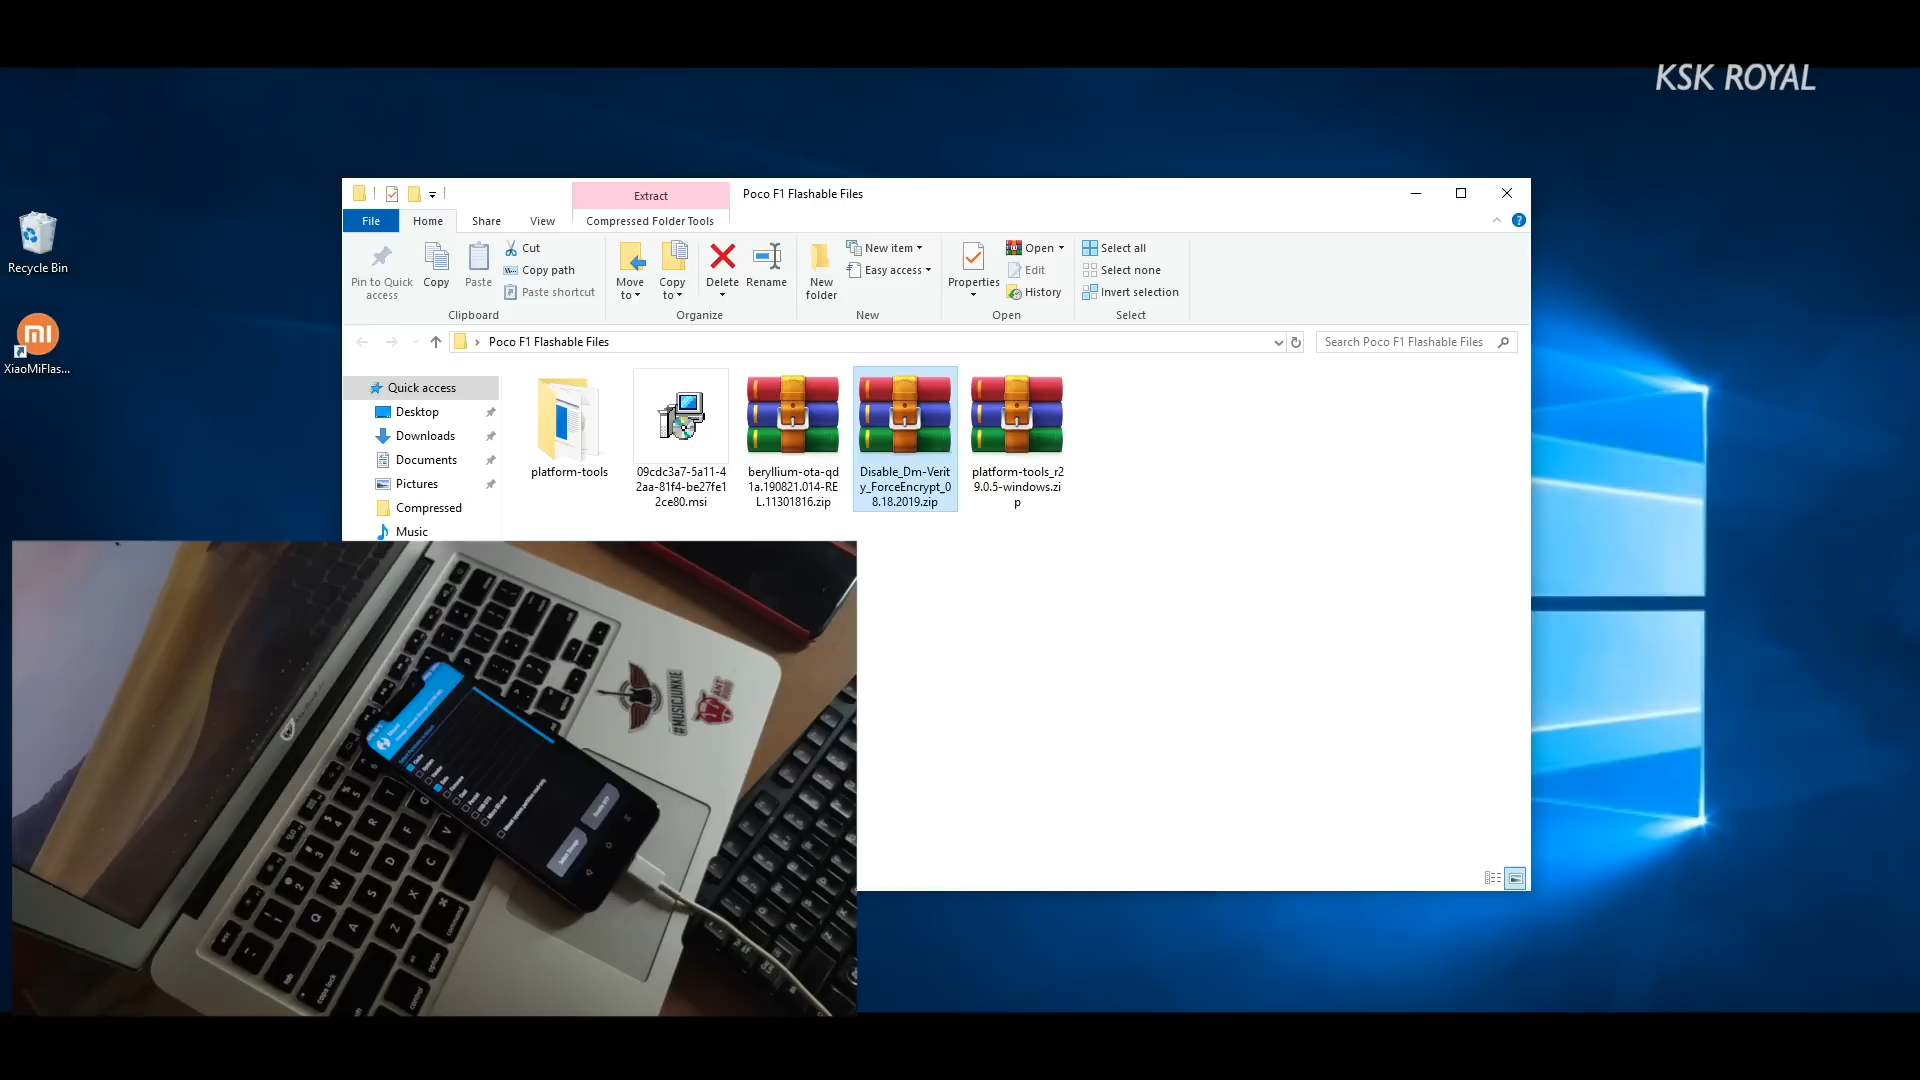 KSK ROYAL
Extract
Poco F1 Flashable Files
File
Home
Share
View
Compressed Folder Tools
Pin to Quick
access
Copy
Paste
Cut
Copy path
Paste shortcut
Clipboard
Move
to
Copy
to
Delete
Rename
Organize
New
folder
New item
Easy access
New
Properties
Open
Edit
History
Open
Select all
Select none
Invert selection
Select
Poco F1 Flashable Files
Search Poco F1 Flashable Files
Recycle Bin
XiaoMiFlas...
Quick access
Desktop
Downloads
Documents
Pictures
Compressed
Music
platform-tools
09cdc3a7-5a11-4
2aa-81f4-be27fe1
2ce80.msi
beryllium-ota-qd
1a.190821.014-RE
L.11301816.zip
Disable_Dm-Verit
y_ForceEncrypt_0
8.18.2019.zip
platform-tools_r2
9.0.5-windows.zi
p
#MUSICJUNKIE